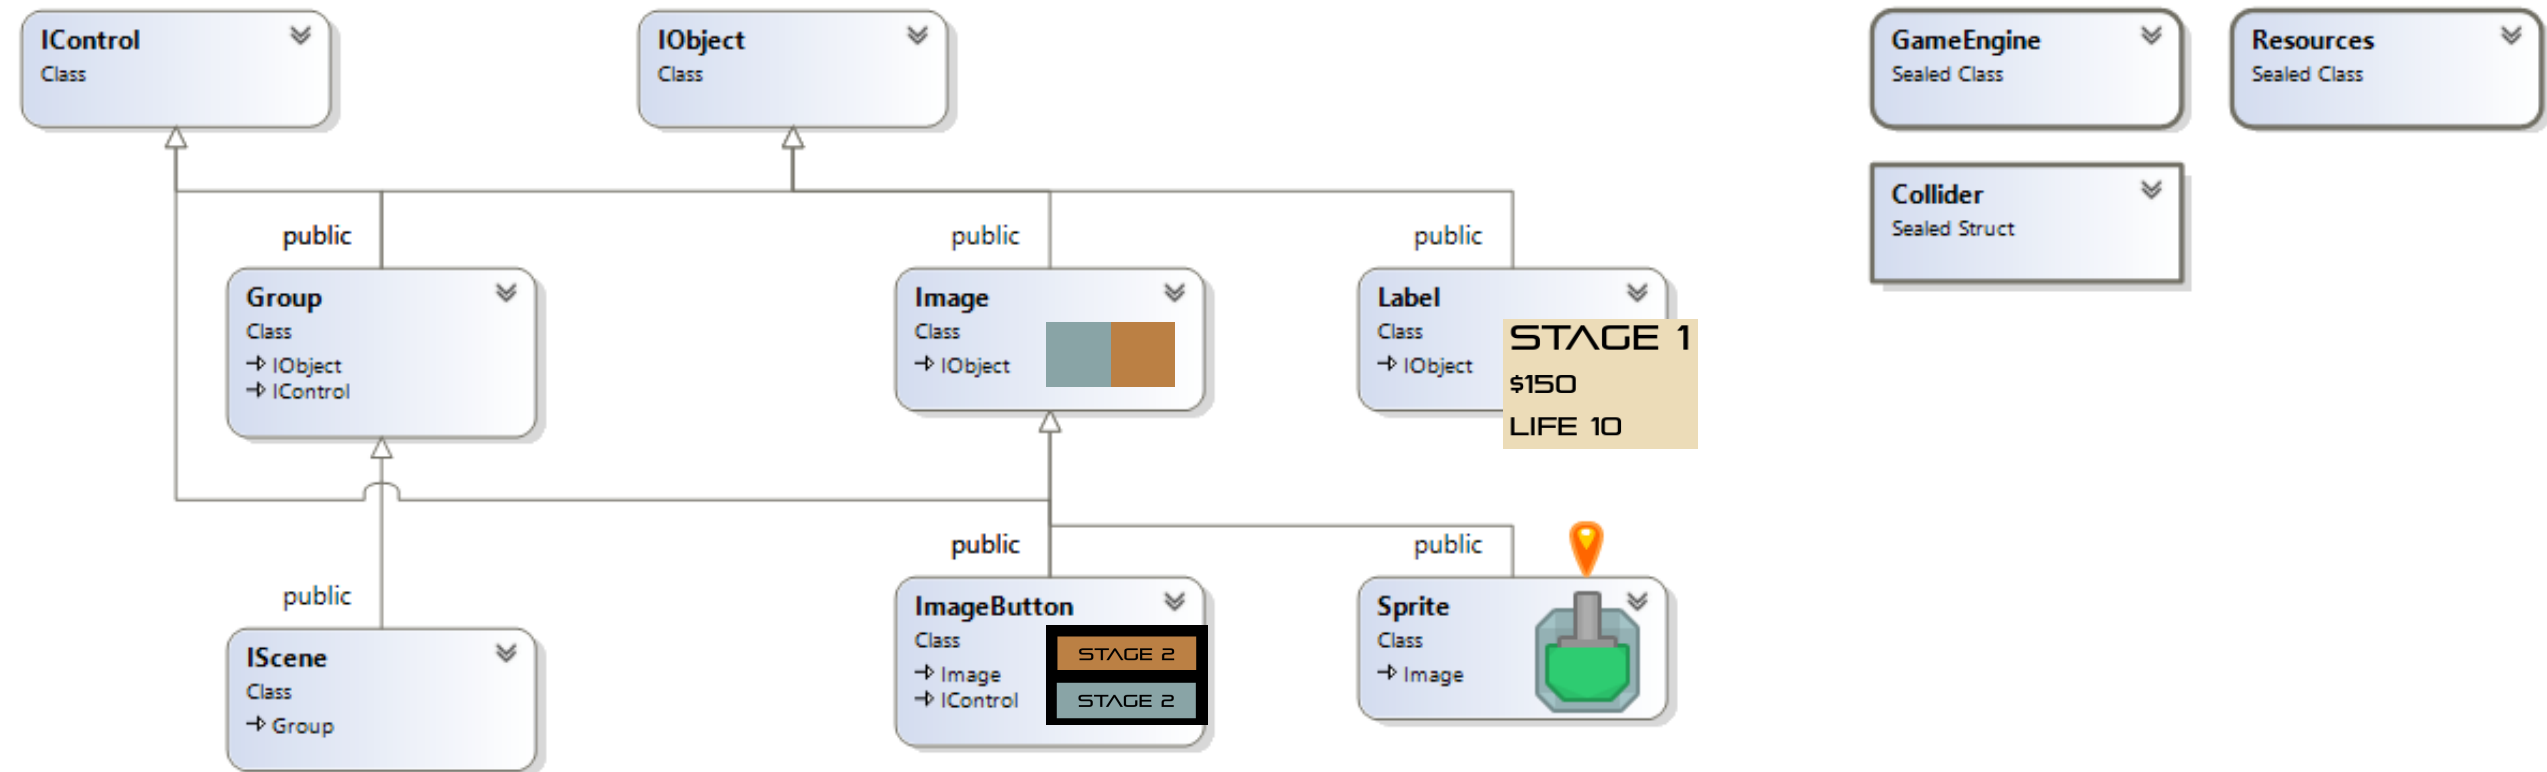 IControl
Class
IObject
Class
GameEngine
Sealed Class
Resources
Sealed Class
Collider
Sealed Struct
public
public
public
Group
Class
IObject
IControl
Image
Class
IObject
Label
Class
IObject
STAGE 1
$150
LIFE 10
public
public
public
IScene
Class
Group
ImageButton
Class
Image
IControl
STAGE 2
STAGE 2
Sprite
Class
Image